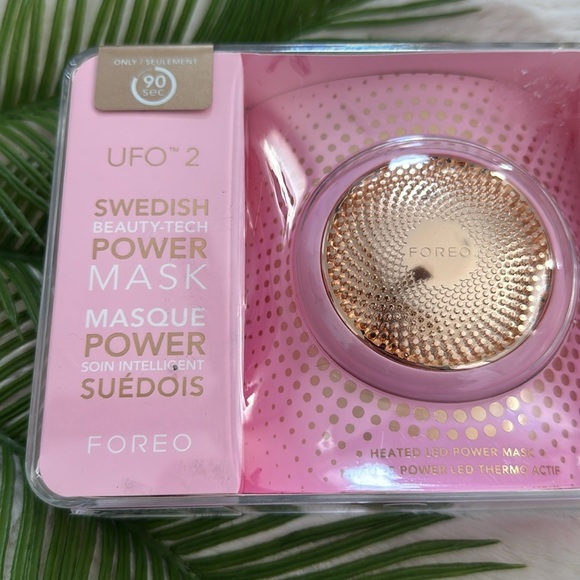 ONLY / SEULEMENT
90
sec
UFO™ 2
SWEDISH
BEAUTY-TECH
POWER
MASK
MASQUE
POWER
SOIN INTELLIGENT
SUÉDOIS
FOREO
FOREO
HEATED LED POWER MASK
POWER LED THERMO ACTIF